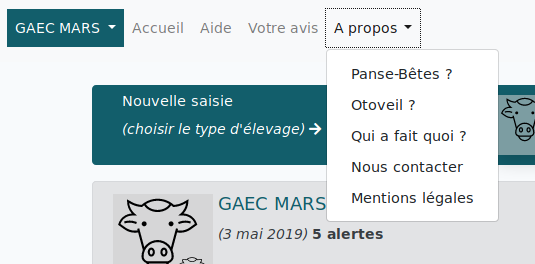 GAEC MARS Accueil Aide Votre avis A propos
Panse-Bêtes ?
Otoveil ?
Qui a fait quoi ?
Nous contacter
Mentions légales
Nouvelle saisie
(choisir le type d'élevage)
GAEC MARS
(3 mai 2019) 5 alertes